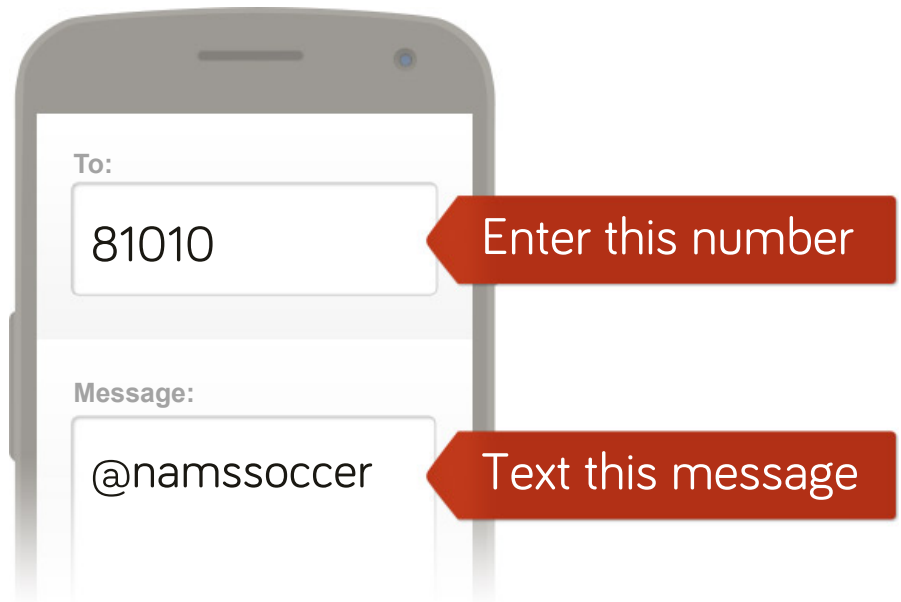 To:
81010
Enter this number
Message:
@namssoccer
Text this message